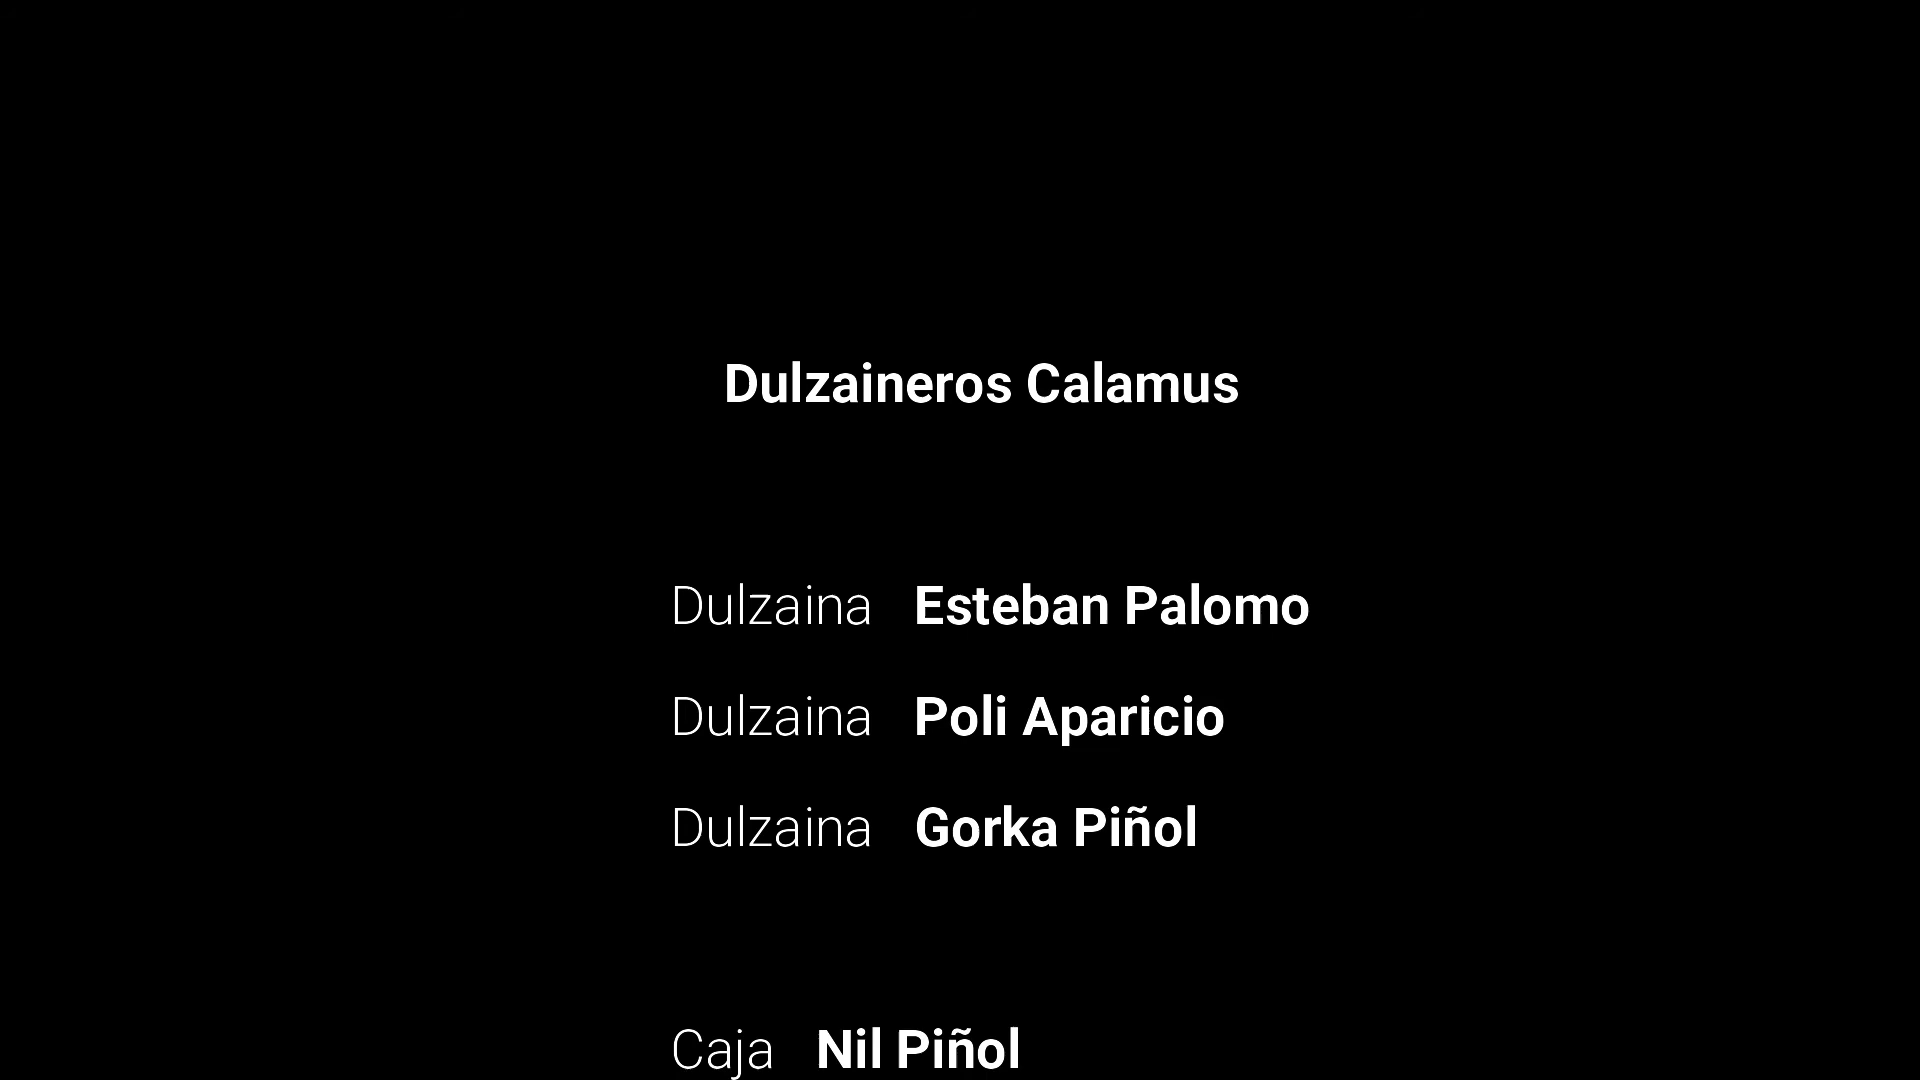 Dulzaineros Calamus
Dulzaina Esteban Palomo
Dulzaina Poli Aparicio
Dulzaina Gorka Piñol
Caja Nil Piñol